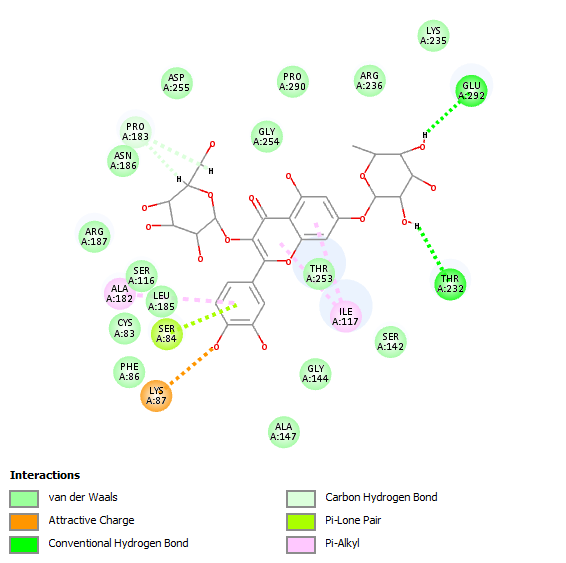 LYS
A:235
ASP
A:255
PRO
A:290
ARG
A:236
GLU
A:292
PRO
A:183
GLY
A:254
ASN
A:186
H
O
H
O
H
O
O
O
O
O
O
O
O
O
O
H
O
O
O
ARG
A:187
SER
A:116
THR
A:253
THR
A:232
ALA
A:182
LEU
A:185
ILE
A:117
CYS
A:83
SER
A:84
SER
A:142
O
O
PHE
A:86
GLY
A:144
LYS
A:87
ALA
A:147
Interactions
van der Waals
Attractive Charge
Conventional Hydrogen Bond
Carbon Hydrogen Bond
Pi-Lone Pair
Pi-Alkyl